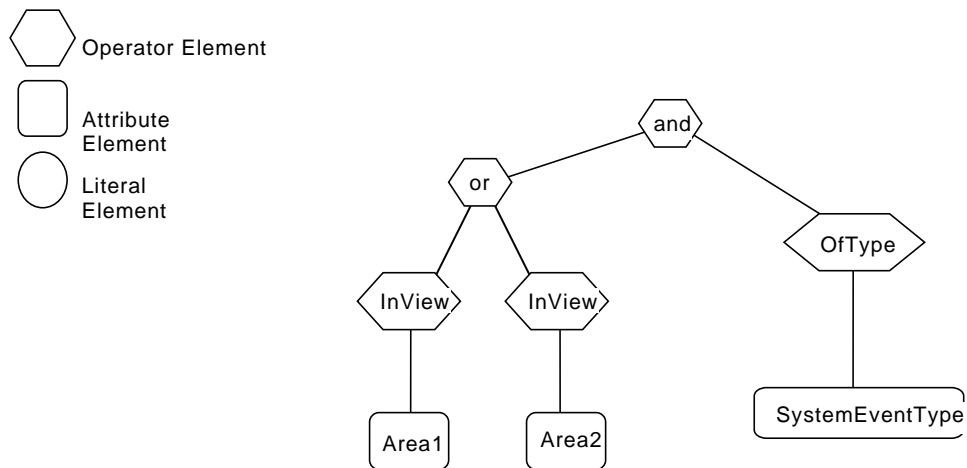 Operator Element
Attribute
Element
Literal
Element
and
or
OfType
InView
InView
SystemEventType
Area1
Area2